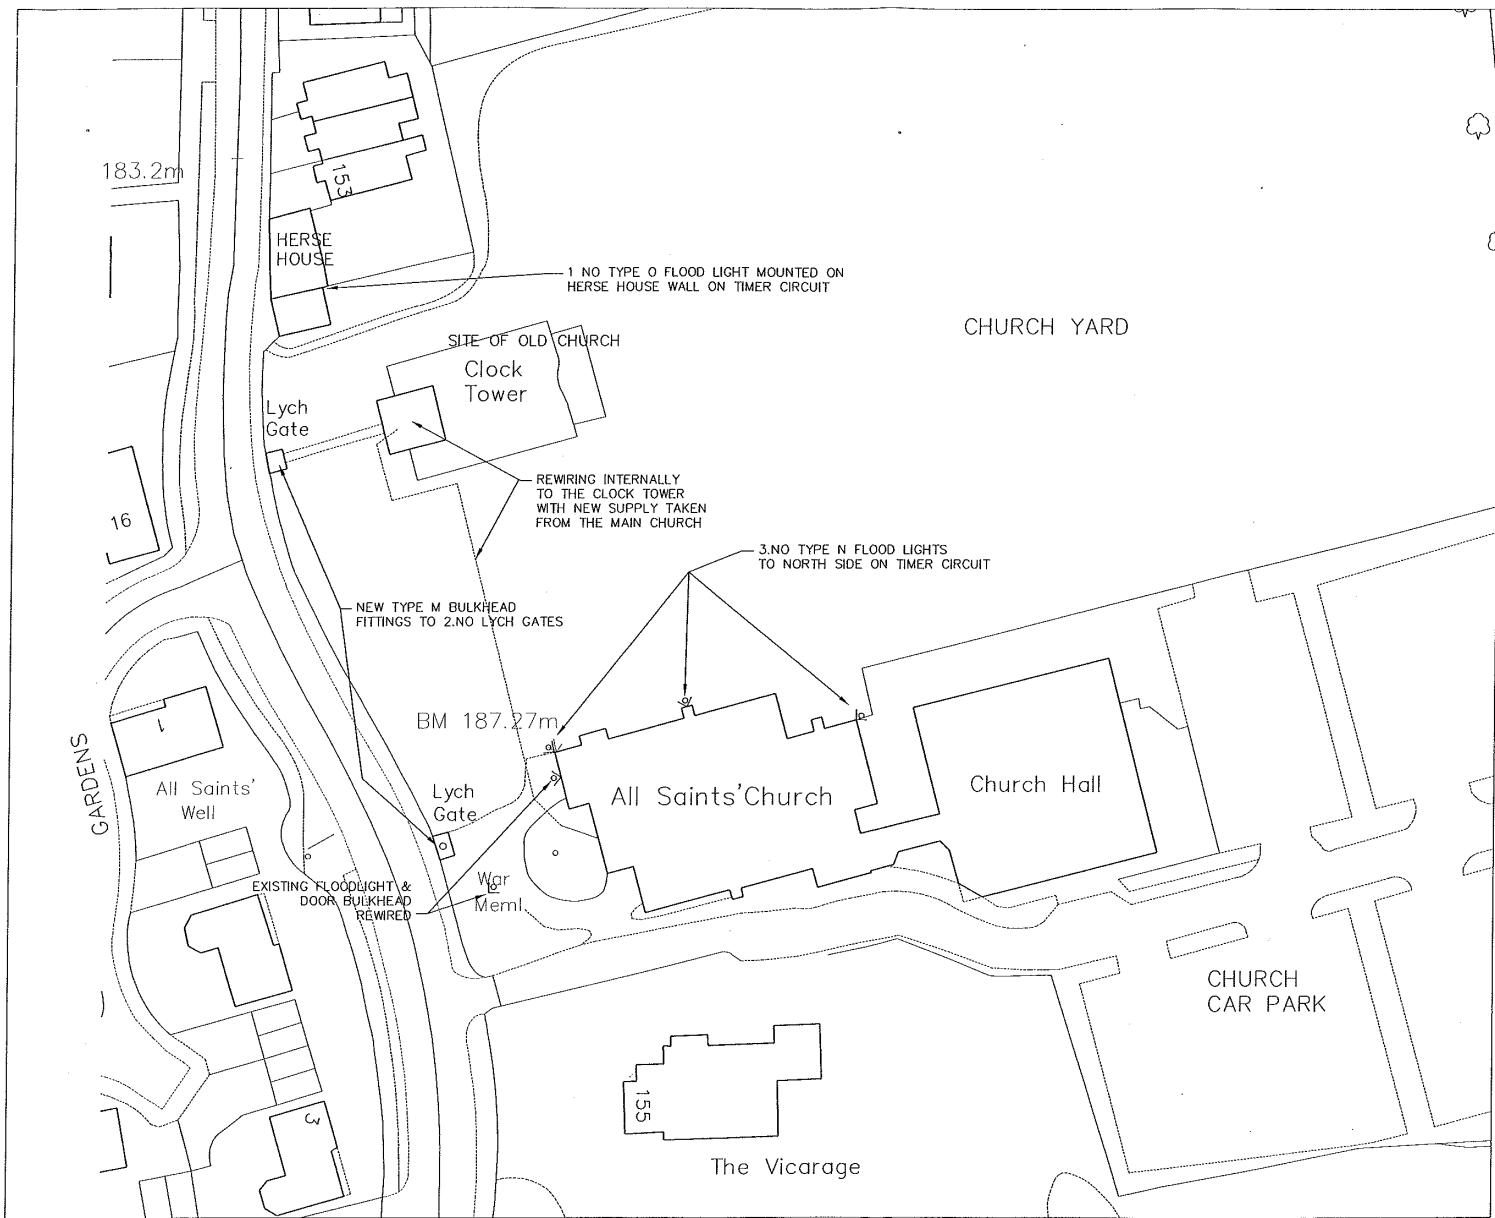 183.2m
153
HERSE
HOUSE
1 NO TYPE O FLOOD LIGHT MOUNTED ON
HERSE HOUSE WALL ON TIMER CIRCUIT
CHURCH YARD
SITE OF OLD CHURCH
Clock
Tower
Lych
Gate
16
REWIRING INTERNALLY
TO THE CLOCK TOWER
WITH NEW SUPPLY TAKEN
FROM THE MAIN CHURCH
3.NO TYPE N FLOOD LIGHTS
TO NORTH SIDE ON TIMER CIRCUIT
NEW TYPE M BULKHEAD
FITTINGS TO 2.NO LYCH GATES
BM 187.27m
1
GARDENS
All Saints'
Well
Lych
Gate
All Saints'Church
Church Hall
EXISTING FLOODLIGHT &
DOOR BULKHEAD
REWIRED
War
Meml.
CHURCH
CAR PARK
155
3
The Vicarage